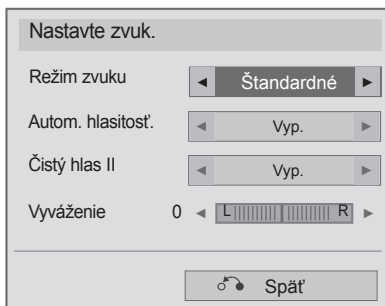 Nastavte zvuk.
Režim zvuku ◄ Štandardné ►
Autom. hlasitosť. ◄ Vyp. ►
Čistý hlas II ◄ Vyp. ►
Vyváženie 0 ◄ L R ►
Späť